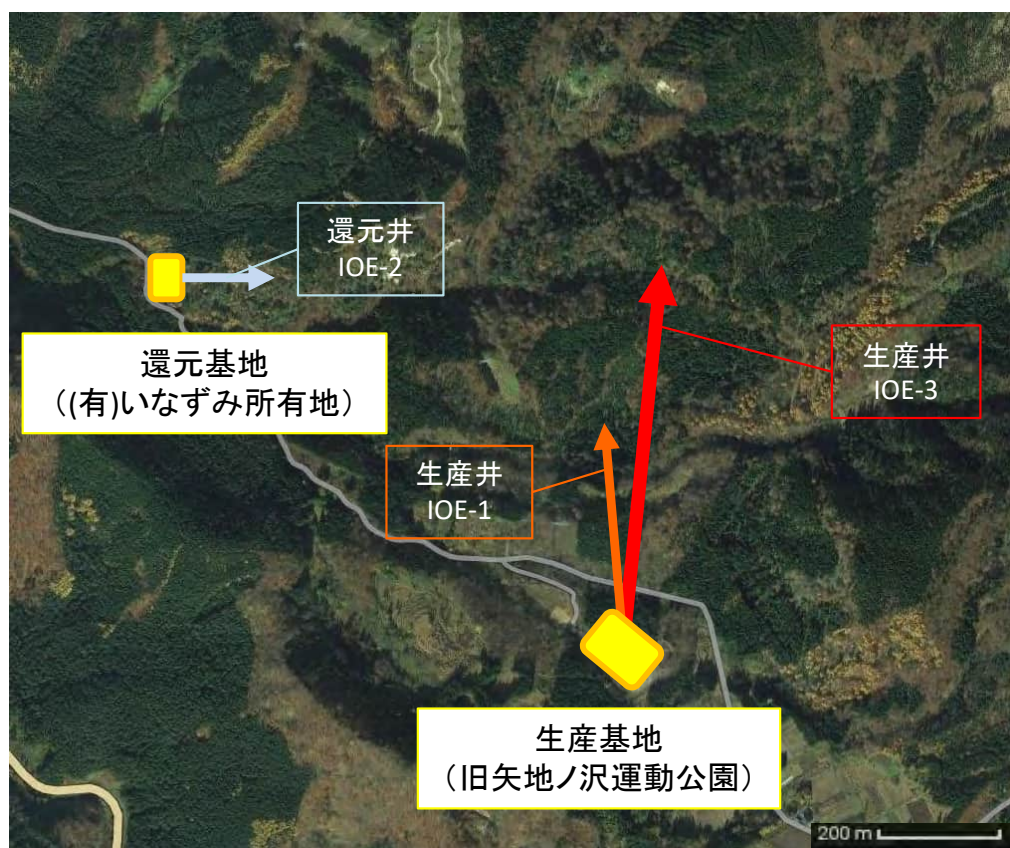 還元井
IOE-2
還元基地
（(有)いなずみ所有地）
生産井
IOE-3
生産井
IOE-1
生産基地
（旧矢地ノ沢運動公園）
200 m